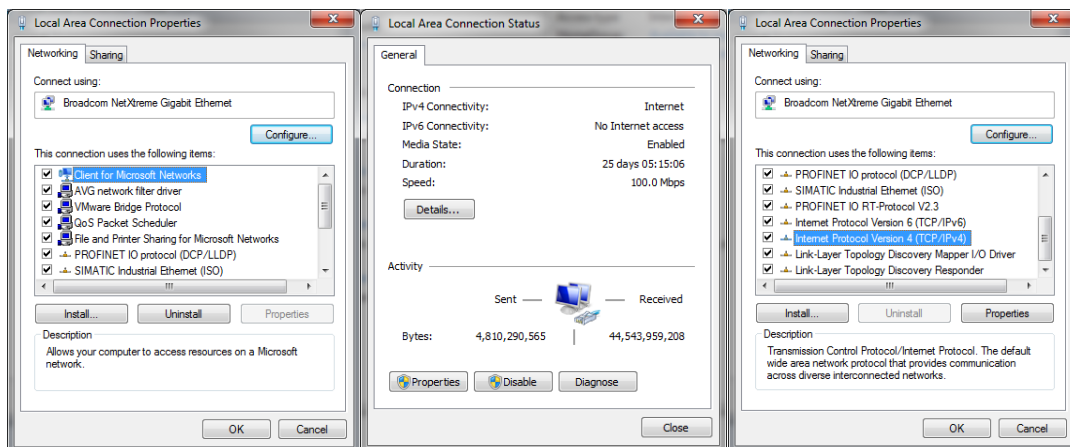 Local Area Connection Properties
Networking Sharing
Connect using:
Broadcom NetXtreme Gigabit Ethernet
Configure...
This connection uses the following items:
Client for Microsoft Networks
AVG network filter driver
VMware Bridge Protocol
QoS Packet Scheduler
File and Printer Sharing for Microsoft Networks
PROFINET IO protocol (DCP/LLDP)
SIMATIC Industrial Ethernet (ISO)
Install... Uninstall Properties
Description
Allows your computer to access resources on a Microsoft
network.
OK Cancel
Local Area Connection Status
General
Connection
IPv4 Connectivity: Internet
IPv6 Connectivity: No Internet access
Media State: Enabled
Duration: 25 days 05:15:06
Speed: 100.0 Mbps
Details...
Activity
Sent Received
Bytes: 4,810,290,565 44,543,959,208
Properties Disable Diagnose
Close
Local Area Connection Properties
Networking Sharing
Connect using:
Broadcom NetXtreme Gigabit Ethernet
Configure...
This connection uses the following items:
PROFINET IO protocol (DCP/LLDP)
SIMATIC Industrial Ethernet (ISO)
PROFINET IO RT-Protocol V2.3
Internet Protocol Version 6 (TCP/IPv6)
Internet Protocol Version 4 (TCP/IPv4)
Link-Layer Topology Discovery Mapper I/O Driver
Link-Layer Topology Discovery Responder
Install... Uninstall Properties
Description
Transmission Control Protocol/Internet Protocol. The default
wide area network protocol that provides communication
across diverse interconnected networks.
OK Cancel